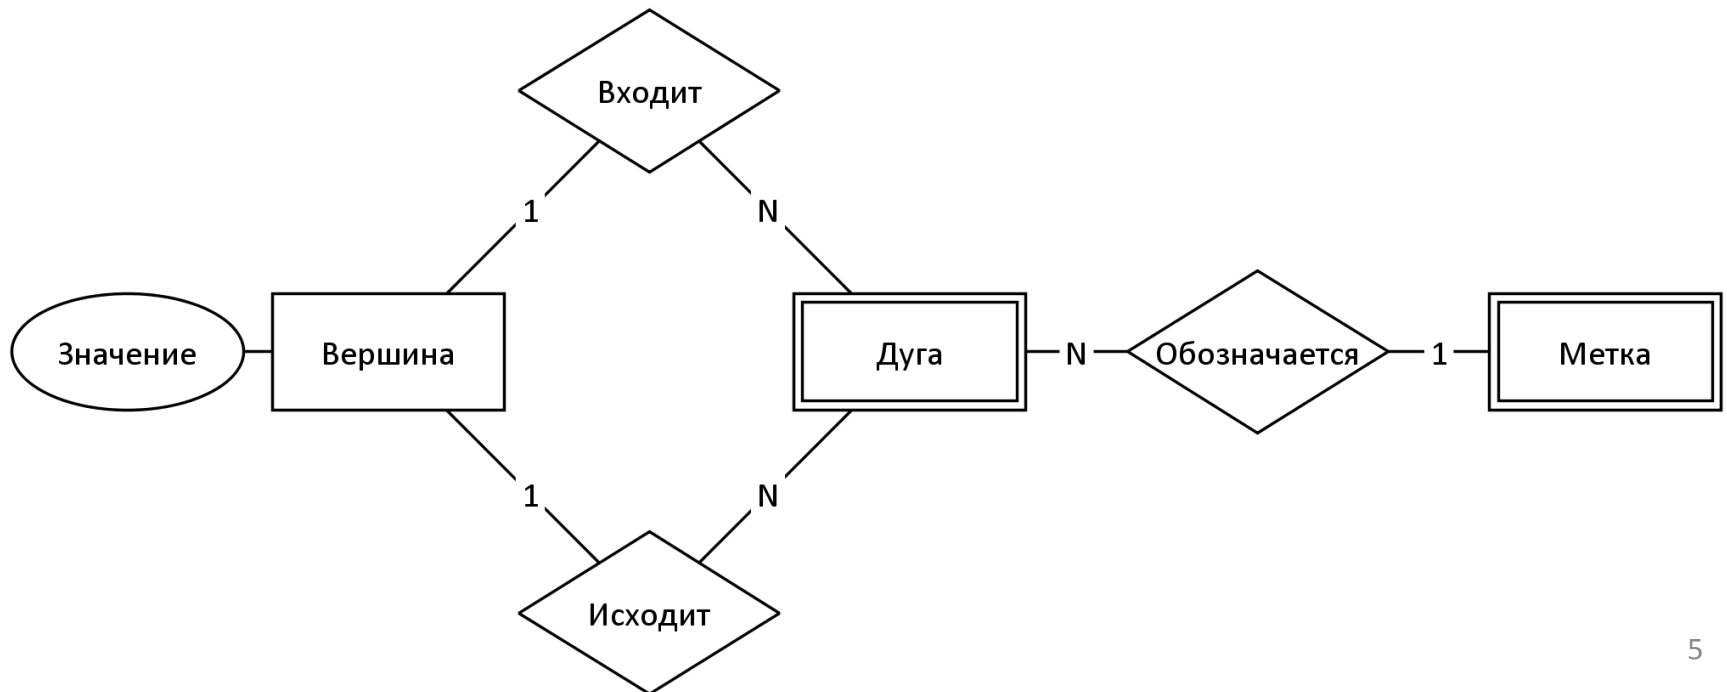 Входит
1
N
Значение
Вершина
Дуга
N
Обозначается
1
Метка
1
N
Исходит
5